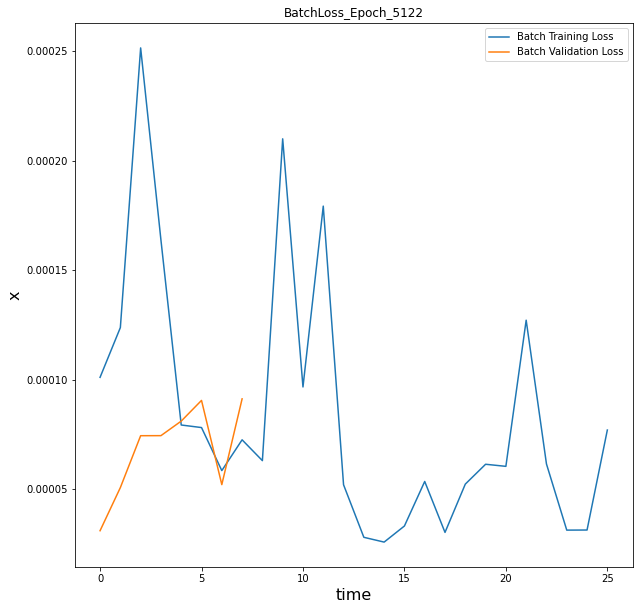 BatchLoss_Epoch_5122
Batch Training Loss
Batch Validation Loss
0.00025
0.00020
0.00015
0.00010
0.00005
x
0 5 10 15 20 25
time